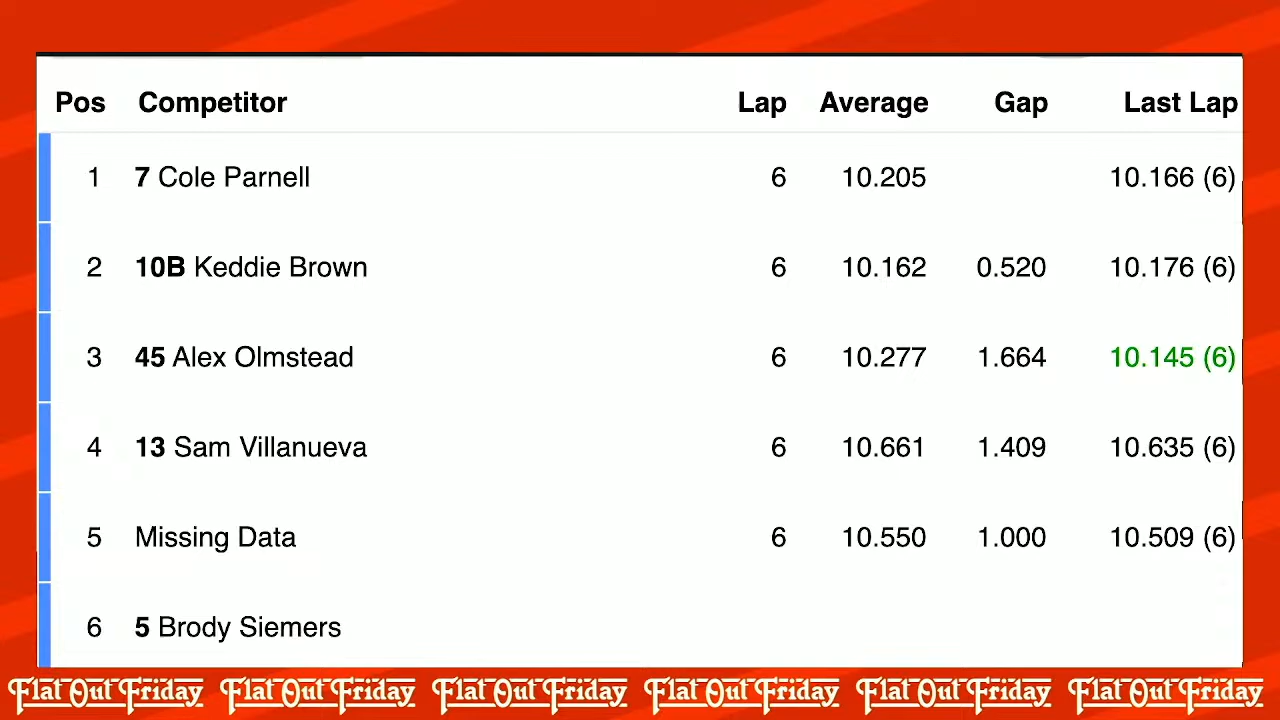 Pos Competitor Lap Average Gap Last Lap
1 7 Cole Parnell 6 10.205 10.166 (6)
2 10B Keddie Brown 6 10.162 0.520 10.176 (6)
3 45 Alex Olmstead 6 10.277 1.664 10.145 (6)
4 13 Sam Villanueva 6 10.661 1.409 10.635 (6)
5 Missing Data 6 10.550 1.000 10.509 (6)
6 5 Brody Siemers
Flat Out Friday Flat Out Friday Flat Out Friday Flat Out Friday Flat Out Friday Flat Out Friday